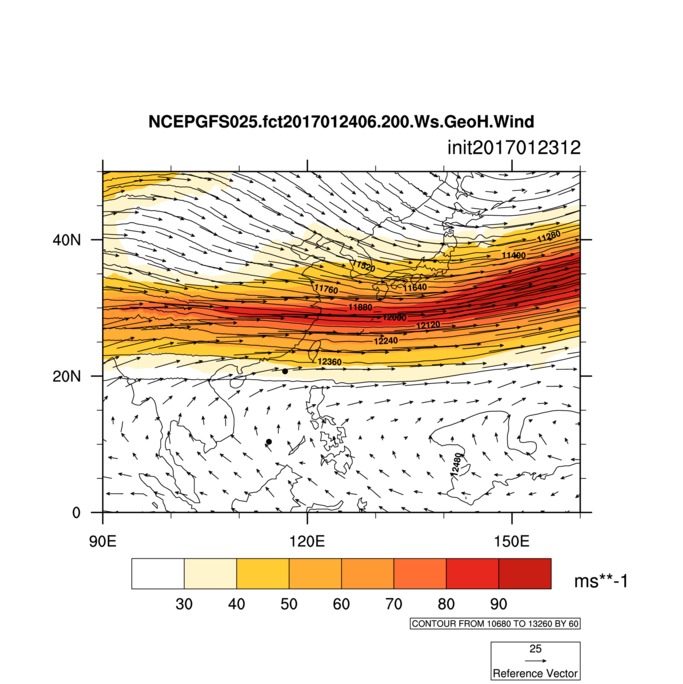 NCEPGFS025.fct2017012406.200.Ws.GeoH.Wind
init2017012312
40N
20N
0
11280
11400
11520
11640
11760
11880
12000
12120
12240
12360
12480
90E 120E 150E
30 40 50 60 70 80 90
ms**-1
CONTOUR FROM 10680 TO 13260 BY 60
25
Reference Vector